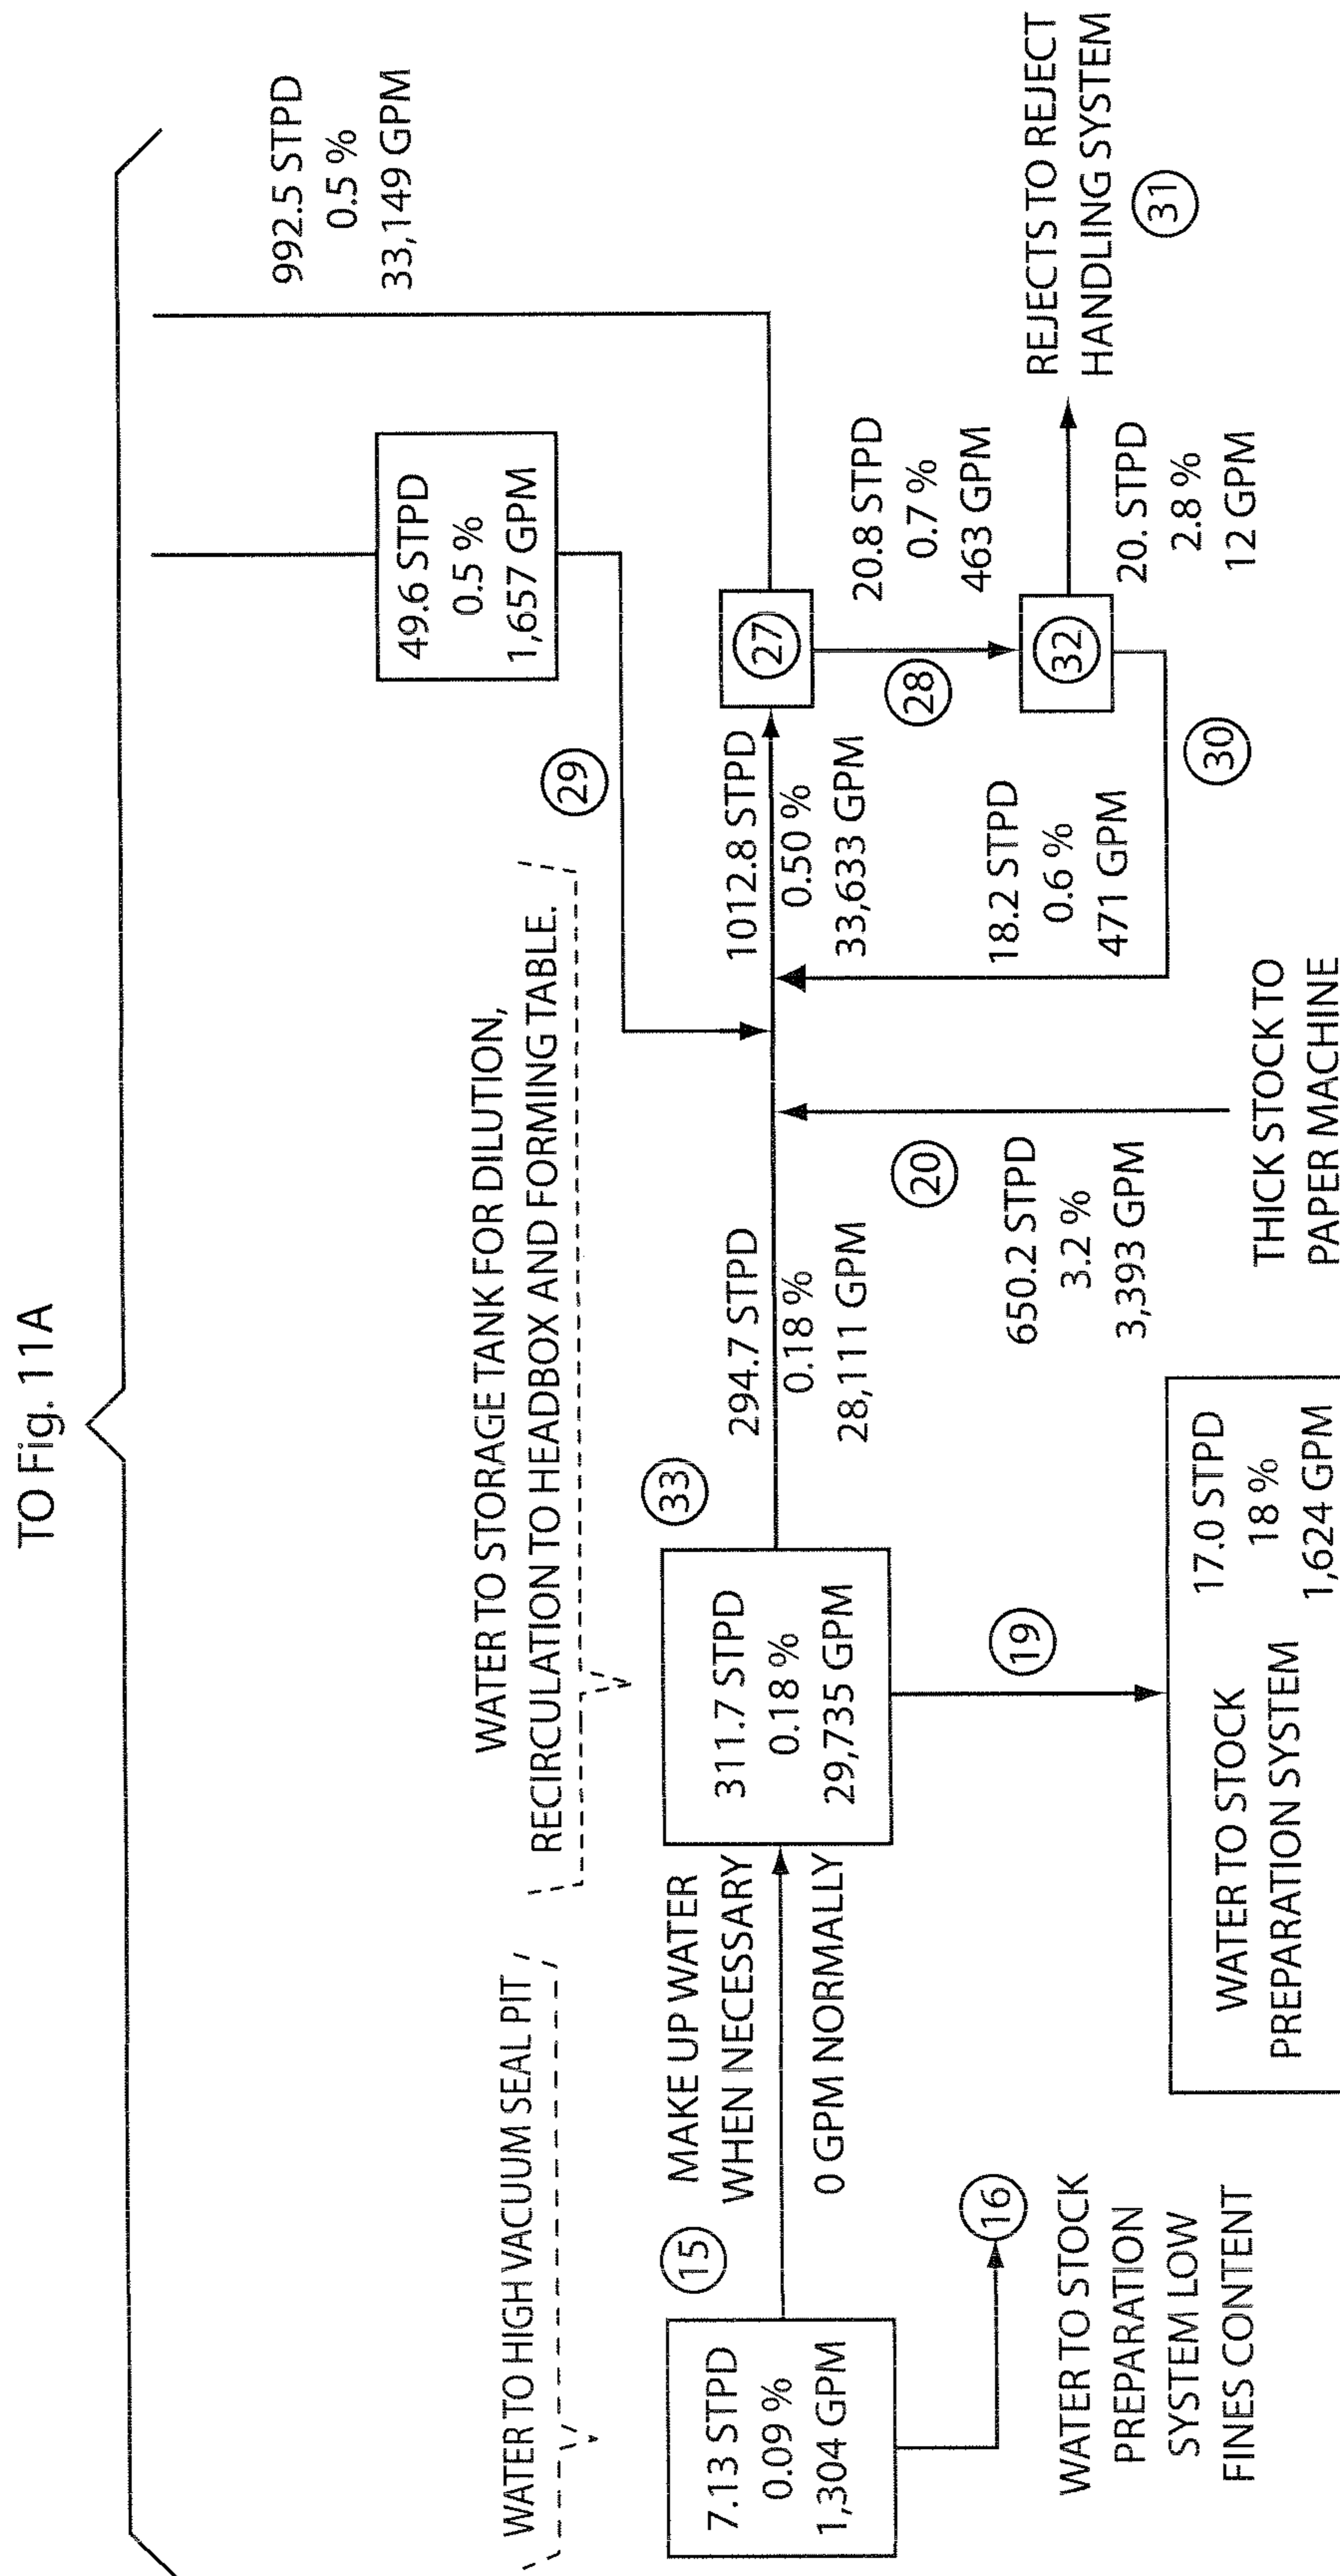 TO Fig. 11A
WATER TO HIGH VACUUM SEAL PIT
WATER TO STORAGE TANK FOR DILUTION,
RECIRCULATION TO HEADBOX AND FORMING TABLE.
992.5 STPD
0.5 %
33,149 GPM
49.6 STPD
0.5 %
1,657 GPM
29
15
7.13 STPD
0.09 %
1,304 GPM
MAKE UP WATER
WHEN NECESSARY
0 GPM NORMALLY
33
311.7 STPD
0.18 %
29,735 GPM
294.7 STPD
0.18 %
28,111 GPM
1012.8 STPD
0.50 %
33,633 GPM
27
28
20.8 STPD
0.7 %
463 GPM
16
WATER TO STOCK
PREPARATION
SYSTEM LOW
FINES CONTENT
19
WATER TO STOCK
PREPARATION SYSTEM
17.0 STPD
18 %
1,624 GPM
20
650.2 STPD
3.2 %
3,393 GPM
THICK STOCK TO
PAPER MACHINE
18.2 STPD
0.6 %
471 GPM
30
32
20. STPD
2.8 %
12 GPM
REJECTS TO REJECT
HANDLING SYSTEM
31